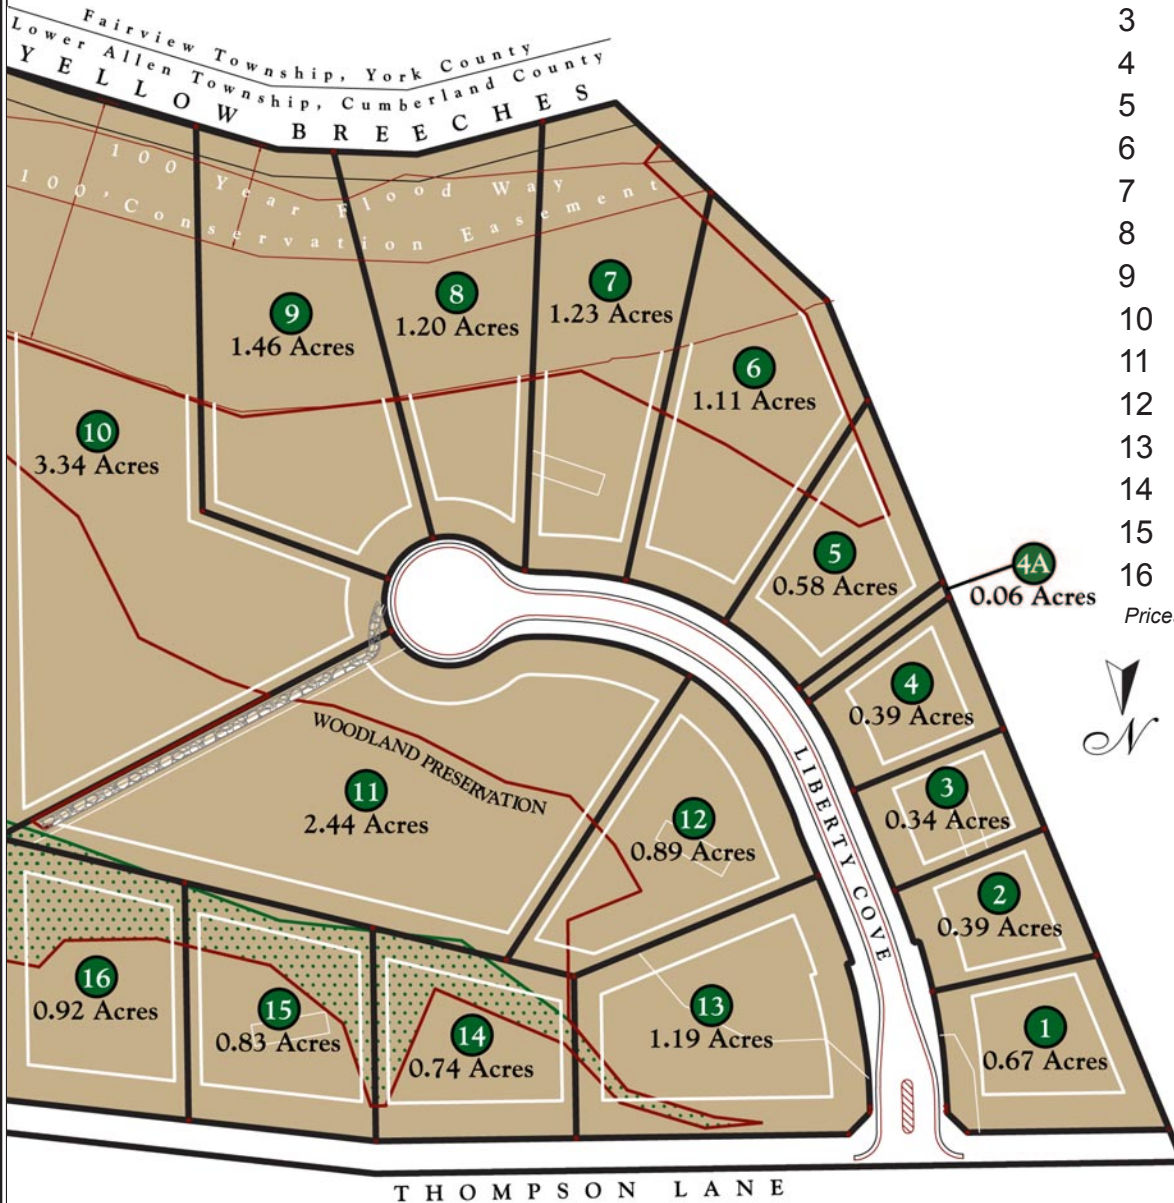 Fairview Township, York County
Lower Allen Township, Cumberland County
YELLOW BREECHES
100 Year Flood Way
100' Conservation Easement
9
1.46 Acres
8
1.20 Acres
7
1.23 Acres
6
1.11 Acres
10
3.34 Acres
5
0.58 Acres
4A
0.06 Acres
4
0.39 Acres
WOODLAND PRESERVATION
LIBERTY COVE
11
2.44 Acres
12
0.89 Acres
3
0.34 Acres
2
0.39 Acres
16
0.92 Acres
15
0.83 Acres
14
0.74 Acres
13
1.19 Acres
1
0.67 Acres
THOMPSON LANE
3
4
5
6
7
8
9
10
11
12
13
14
15
16
Price
N